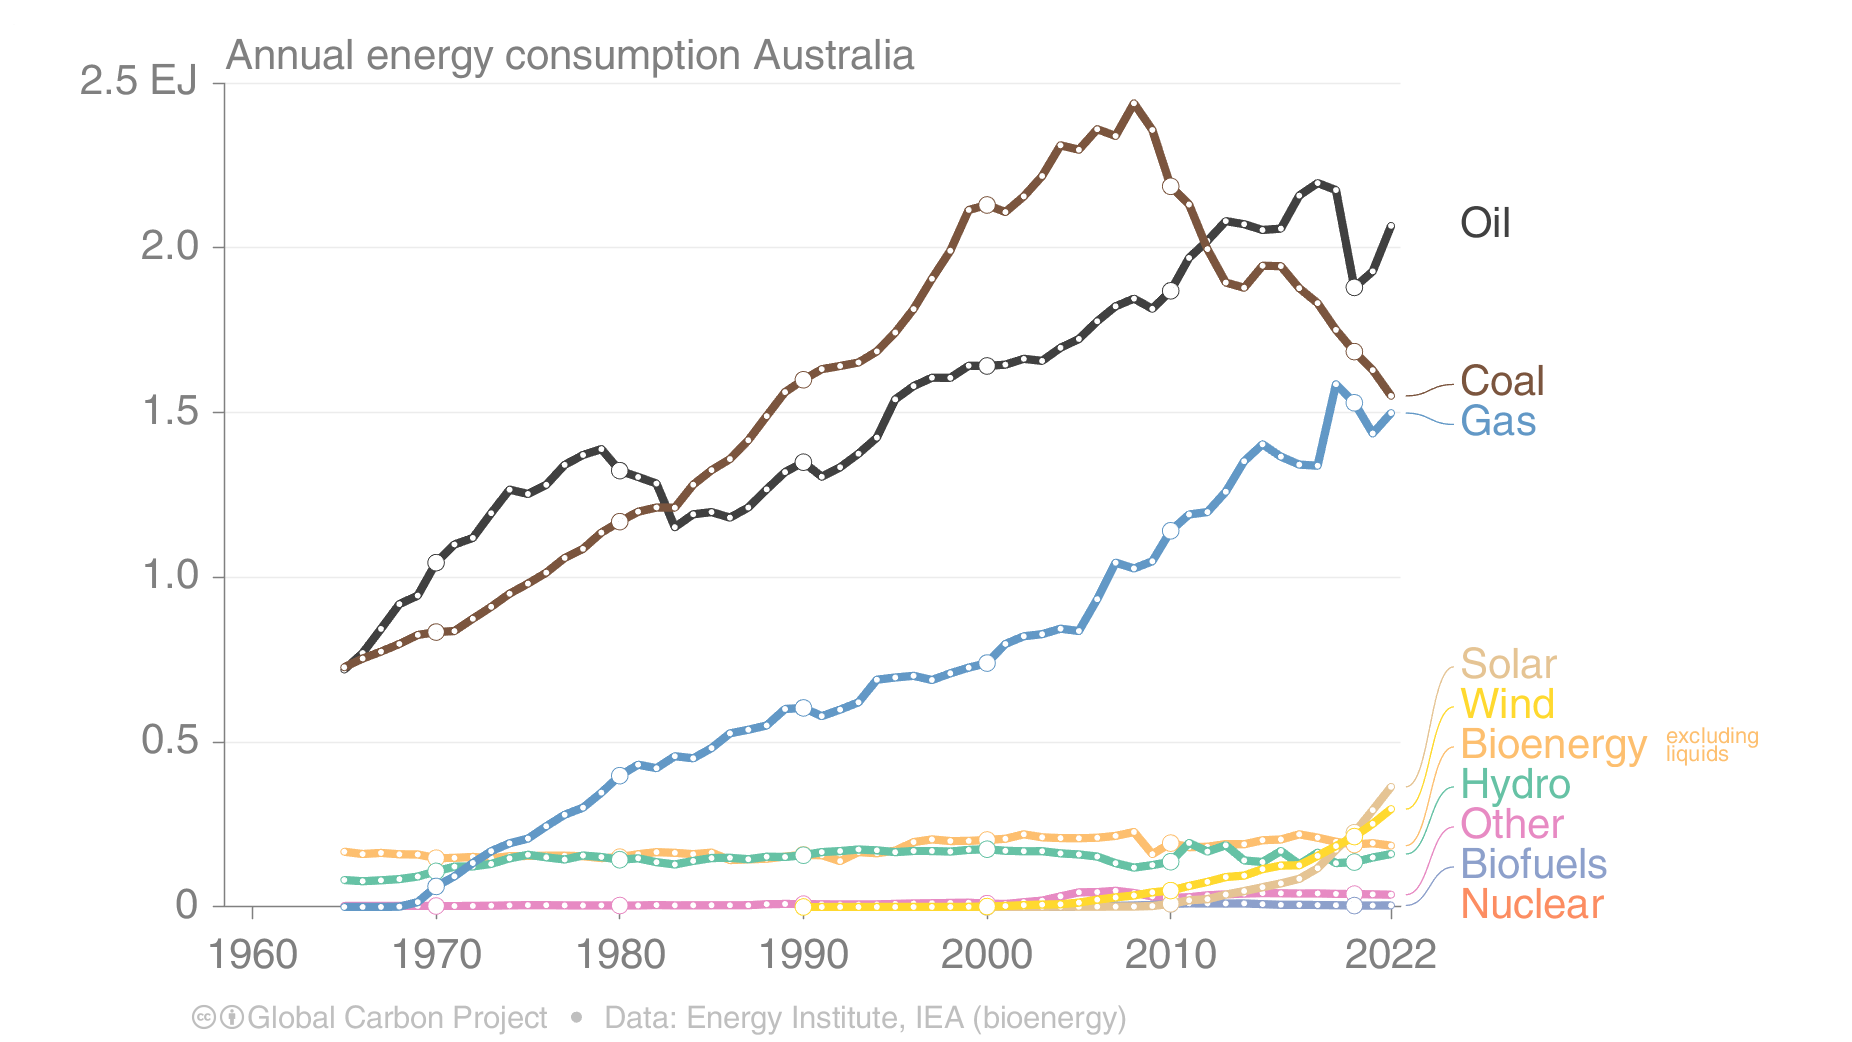 Annual energy consumption Australia
2.5 EJ
2.0
1.5
1.0
0.5
0
1960 1970 1980 1990 2000 2010 2022
Oil
Coal
Gas
Solar
Wind
Bioenergy excluding
liquids
Hydro
Other
Biofuels
Nuclear
cc Global Carbon Project • Data: Energy Institute, IEA (bioenergy)